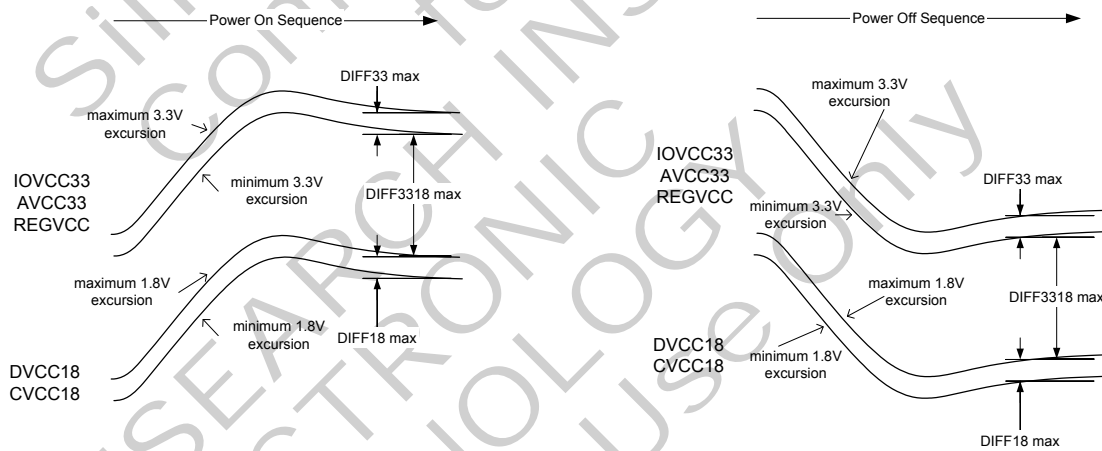 Power On Sequence
DIFF33 max
maximum 3.3V
excursion
minimum 3.3V
excursion
IOVCC33
AVCC33
REGVCC
DIFF3318 max
maximum 1.8V
excursion
minimum 1.8V
excursion
DIFF18 max
DVCC18
CVCC18
Power Off Sequence
maximum 3.3V
excursion
IOVCC33
AVCC33
REGVCC
minimum 3.3V
excursion
DIFF33 max
maximum 1.8V
excursion
DIFF3318 max
DVCC18
CVCC18
minimum 1.8V
excursion
DIFF18 max